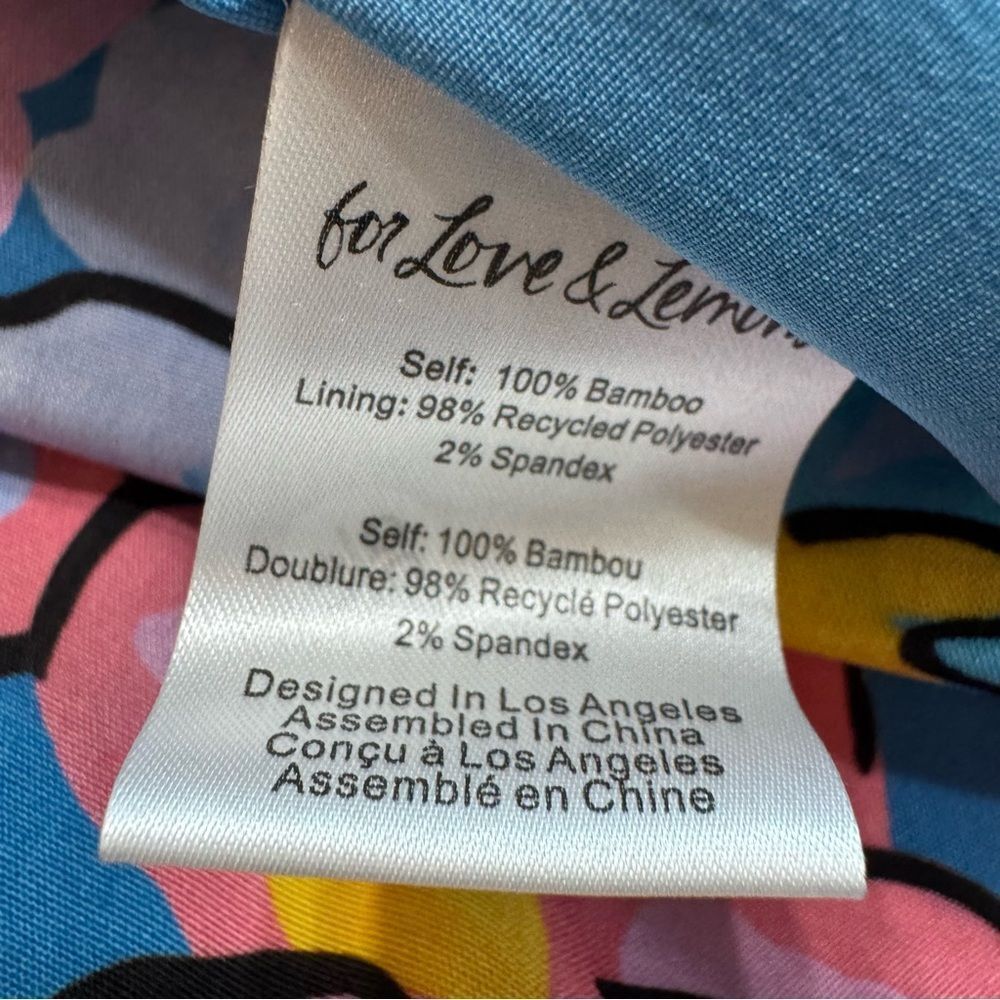 for Love & Lemons
Self: 100% Bamboo
Lining: 98% Recycled Polyester
2% Spandex
Self: 100% Bambou
Doublure: 98% Recyclé Polyester
2% Spandex
Designed In Los Angeles
Assembled In China
Conçu à Los Angeles
Assemblé en Chine